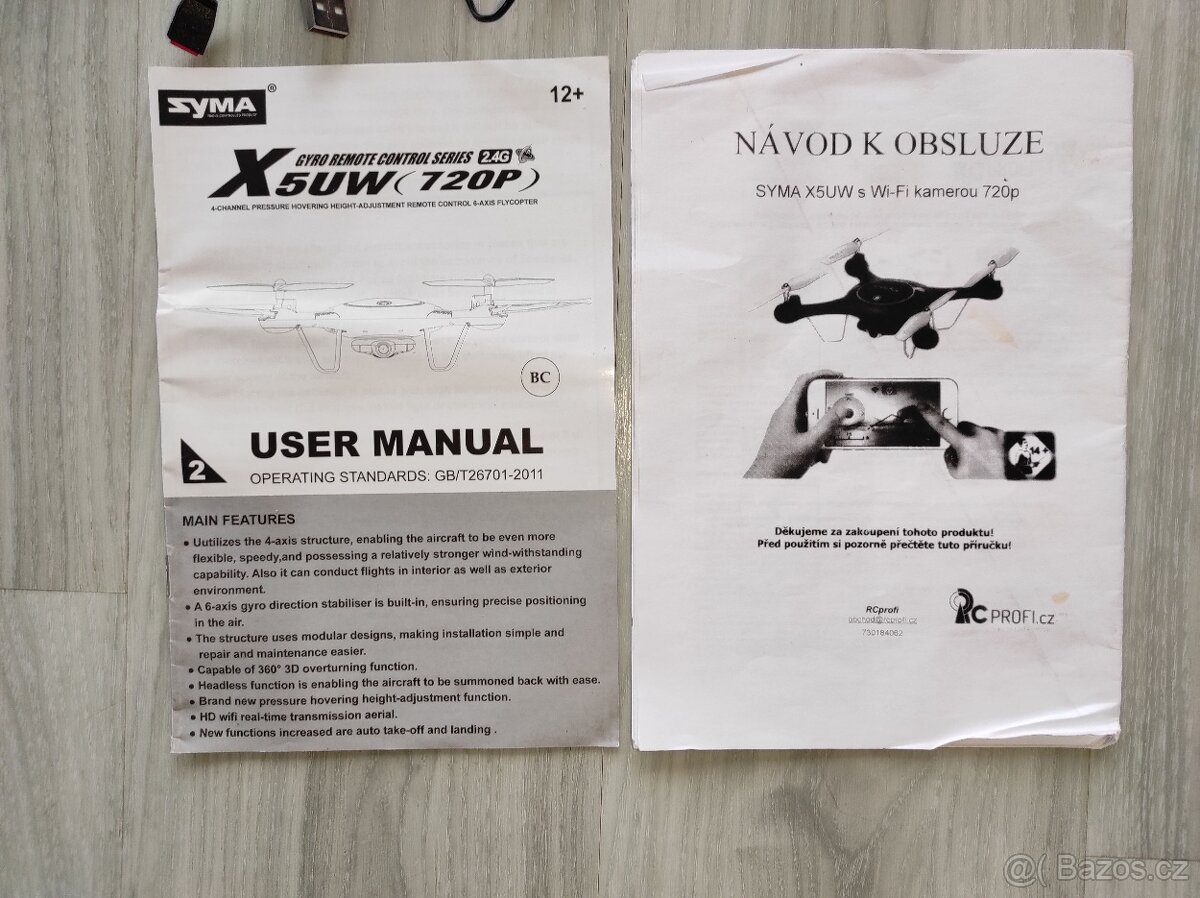 SYMA ®
12+
GYRO REMOTE CONTROL SERIES 2.4G
X5UW(720P)
4-CHANNEL PRESSURE HOVERING HEIGHT-ADJUSTMENT REMOTE CONTROL 6-AXIS FLYCOPTER
BC
2
USER MANUAL
OPERATING STANDARDS: GB/T26701-2011
MAIN FEATURES
• Uutilizes the 4-axis structure, enabling the aircraft to be even more
flexible, speedy,and possessing a relatively stronger wind-withstanding
capability. Also it can conduct flights in interior as well as exterior
environment.
• A 6-axis gyro direction stabiliser is built-in, ensuring precise positioning
in the air.
• The structure uses modular designs, making installation simple and
repair and maintenance easier.
• Capable of 360° 3D overturning function.
• Headless function is enabling the aircraft to be summoned back with ease.
• Brand new pressure hovering height-adjustment function.
• HD wifi real-time transmission aerial.
• New functions increased are auto take-off and landing .
NÁVOD K OBSLUZE
SYMA X5UW s Wi-Fi kamerou 720p
14+
Děkujeme za zakoupení tohoto produktu!
Před použitím si pozorně přečtěte tuto příručku!
RCprofi
obchod@rcprofi.cz
730184062
RCPROFI.cz
@( Bazos.cz